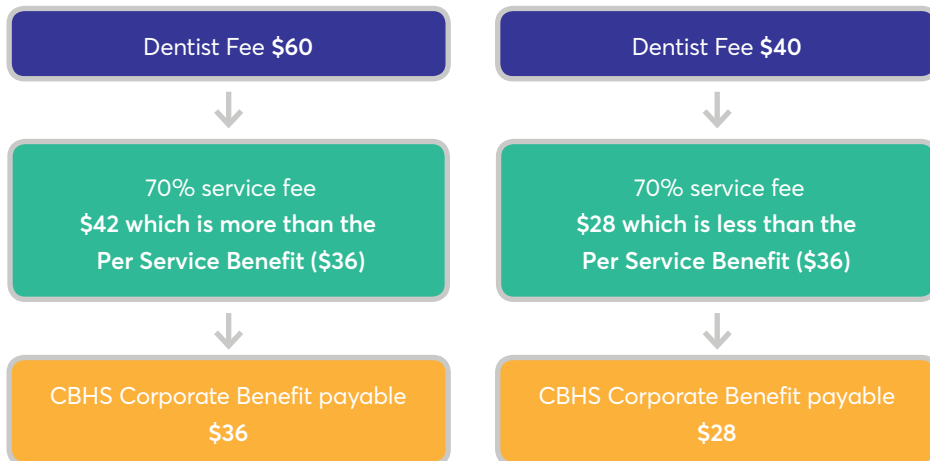 Dentist Fee $60
70% service fee
$42 which is more than the
Per Service Benefit ($36)
CBHS Corporate Benefit payable
$36
Dentist Fee $40
70% service fee
$28 which is less than the
Per Service Benefit ($36)
CBHS Corporate Benefit payable
$28